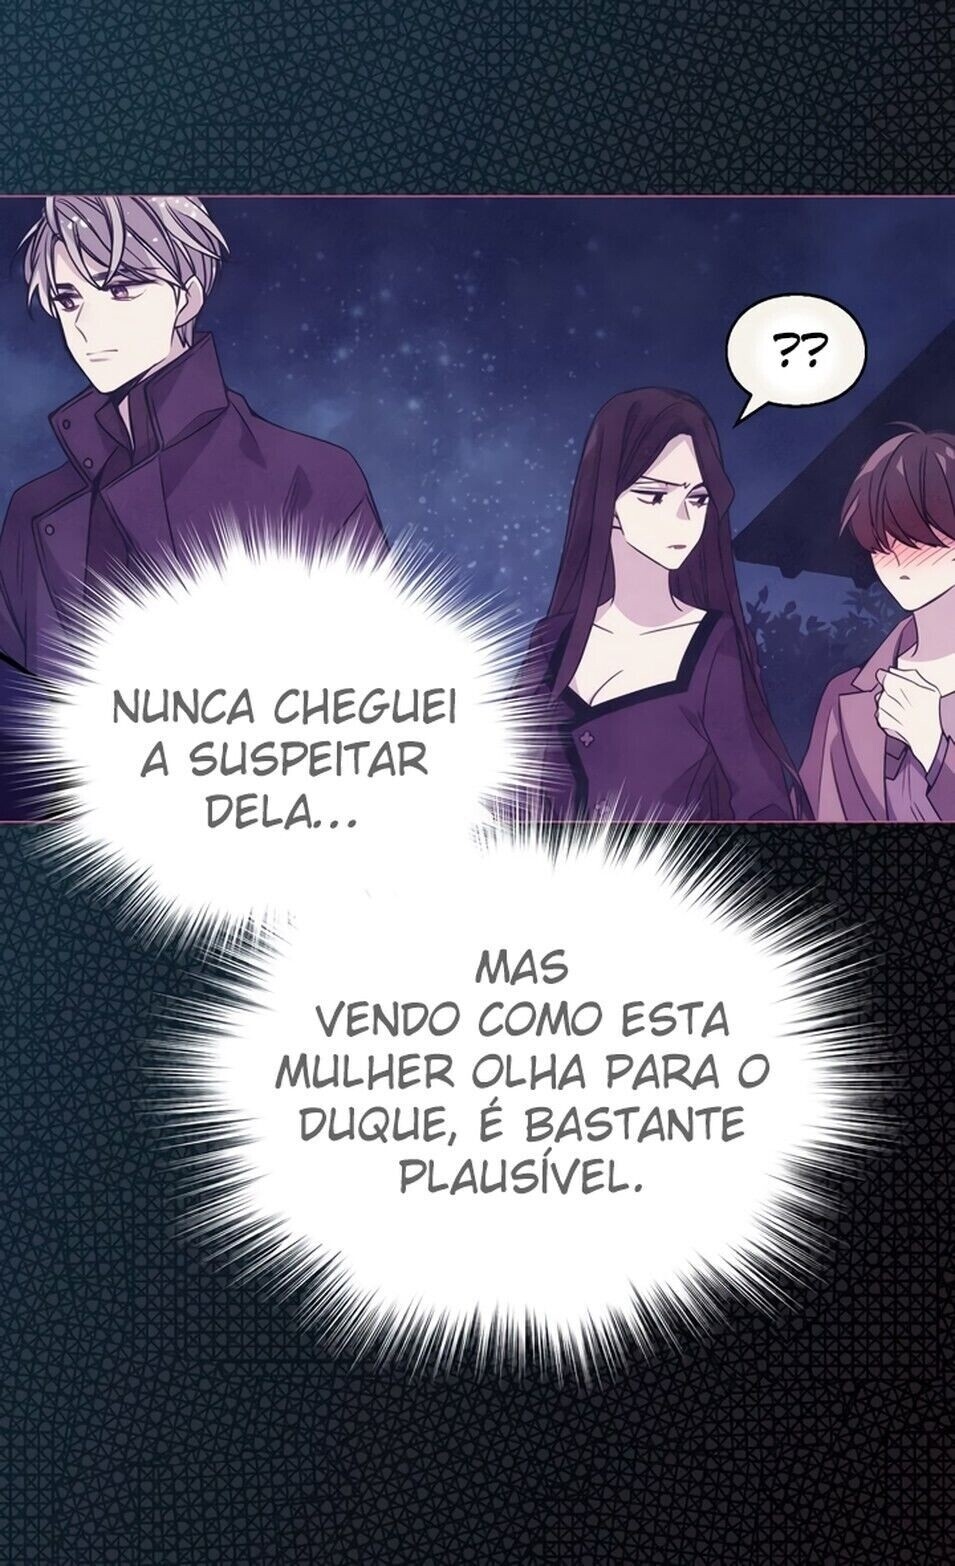 ??
NUNCA CHEGUEI
A SUSPEITAR
DELA...
MAS
VENDO COMO ESTA
MULHER OLHA PARA O
DUQUE, É BASTANTE
PLAUSÍVEL.